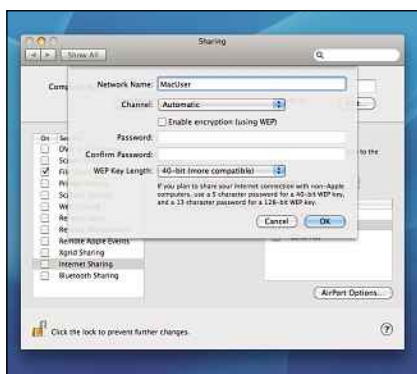 Sharing
Show All
Network Name: MacUser
Channel: Automatic
Enable encryption (using WEP)
Password:
Confirm Password:
WEP Key Length: 40-bit (more compatible)
If you plan to share your Internet connection with non-Apple
computers, use a 5 character password for a 40-bit WEP key,
and a 13 character password for a 128-bit WEP key.
Cancel OK
On
to the
Remote Apple Events
Xgrid Sharing
Internet Sharing
Bluetooth Sharing
AirPort Options...
Click the lock to prevent further changes.
?